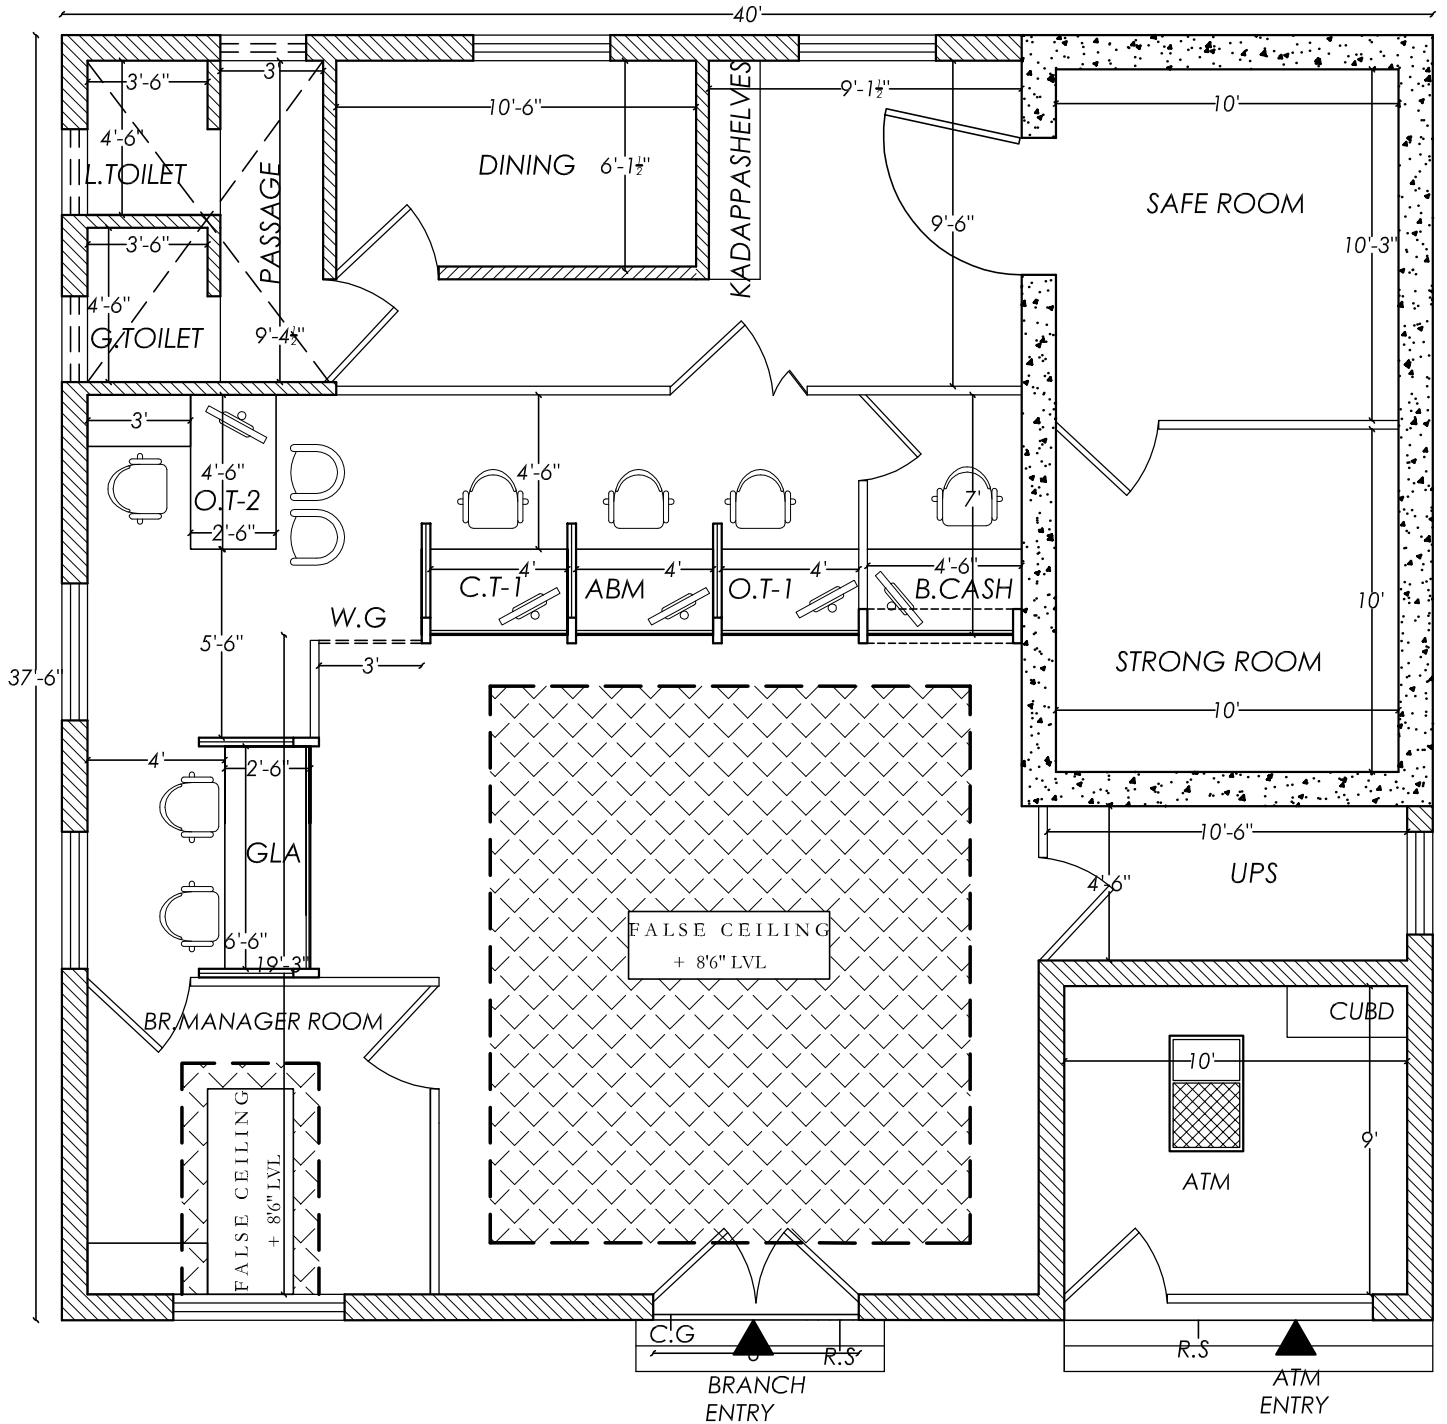 40'
3'-6"
3'
10'-6"
9'-1½"
10'
4'-6"
L.TOILET
PASSAGE
DINING
6'-1½"
KADAPPASHELVES
SAFE ROOM
3'-6"
9'-6"
10'-3"
4'-6"
G.TOILET
9'-4½"
3'
4'-6"
O.T-2
2'-6"
4'-6"
7'
4'
4'
4'
4'-6"
C.T-1
ABM
O.T-1
B.CASH
10'
W.G
5'-6"
3'
37'-6"
STRONG ROOM
10'
4'
2'-6"
GLA
6'-6"
19'-3"
10'-6"
UPS
4'-6"
FALSE CEILING
+ 8'6" LVL
BR.MANAGER ROOM
CUBD
10'
FALSE CEILING
+ 8'6" LVL
9'
ATM
C.G
R.S
R.S
BRANCH
ENTRY
ATM
ENTRY